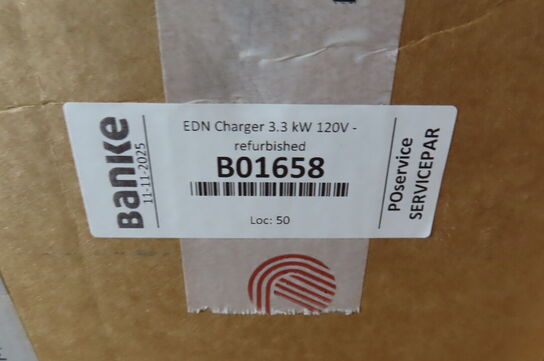 Banke
11-11-2025
EDN Charger 3.3 kW 120V -
refurbished
B01658
Loc: 50
POservice
SERVICEPAR